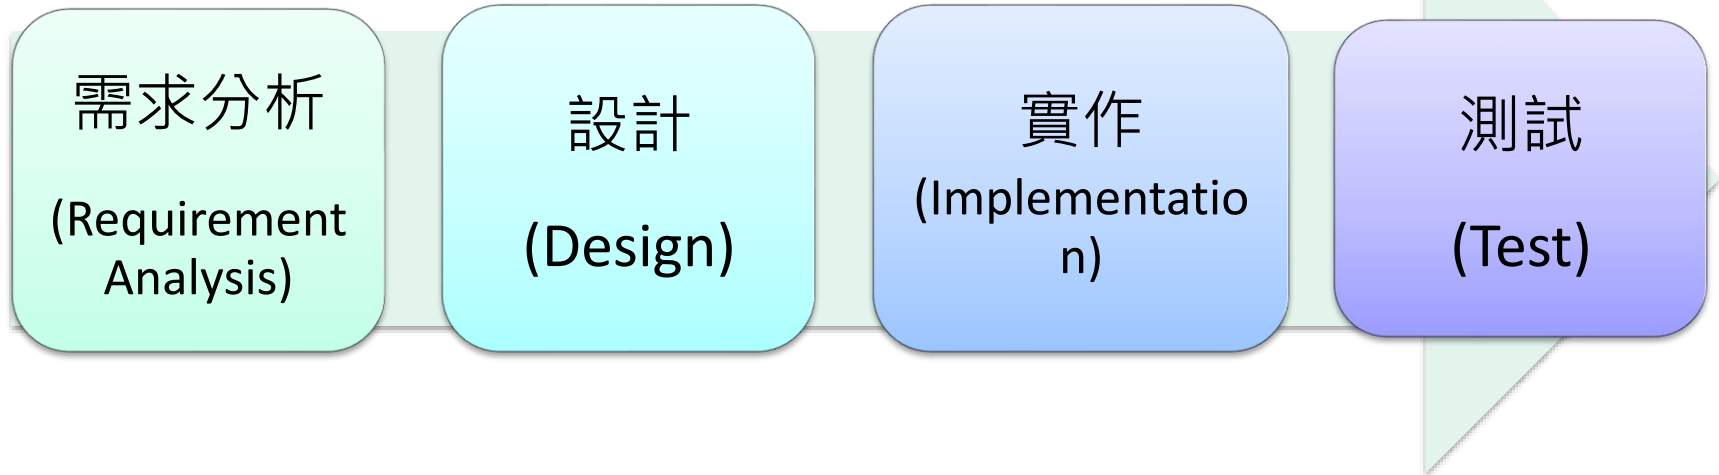 需求分析
(Requirement
Analysis)
設計
(Design)
實作
(Implementatio
n)
測試
(Test)